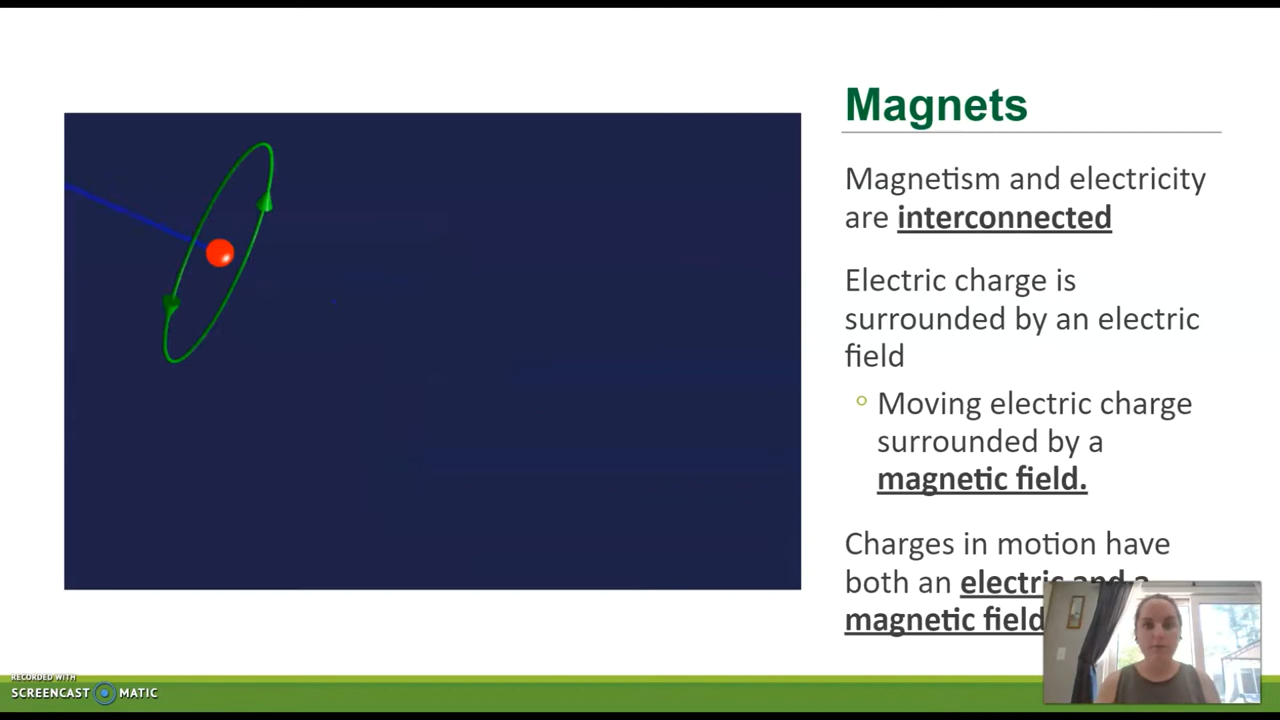 Magnets
Magnetism and electricity
are interconnected
Electric charge is
surrounded by an electric
field
Moving electric charge
surrounded by a
magnetic field.
Charges in motion have
both an electric and a
magnetic field
RECORDED WITH
SCREENCAST MATIC